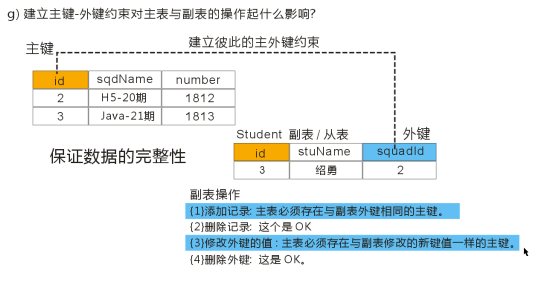 g) 建立主键-外键约束对主表与副表的操作起什么影响?
建立彼此的主外键约束
主键
id sqdName number
2 H5-20期 1812
3 Java-21期 1813
Student 副表 / 从表 外键
保证数据的完整性
id stuName squadId
3 绍勇 2
副表操作
(1)添加记录: 主表必须存在与副表外键相同的主键。
(2)删除记录: 这个是 OK
(3)修改外键的值 : 主表必须存在与副表修改的新键值一样的主键。
(4)删除外键: 这是 OK。